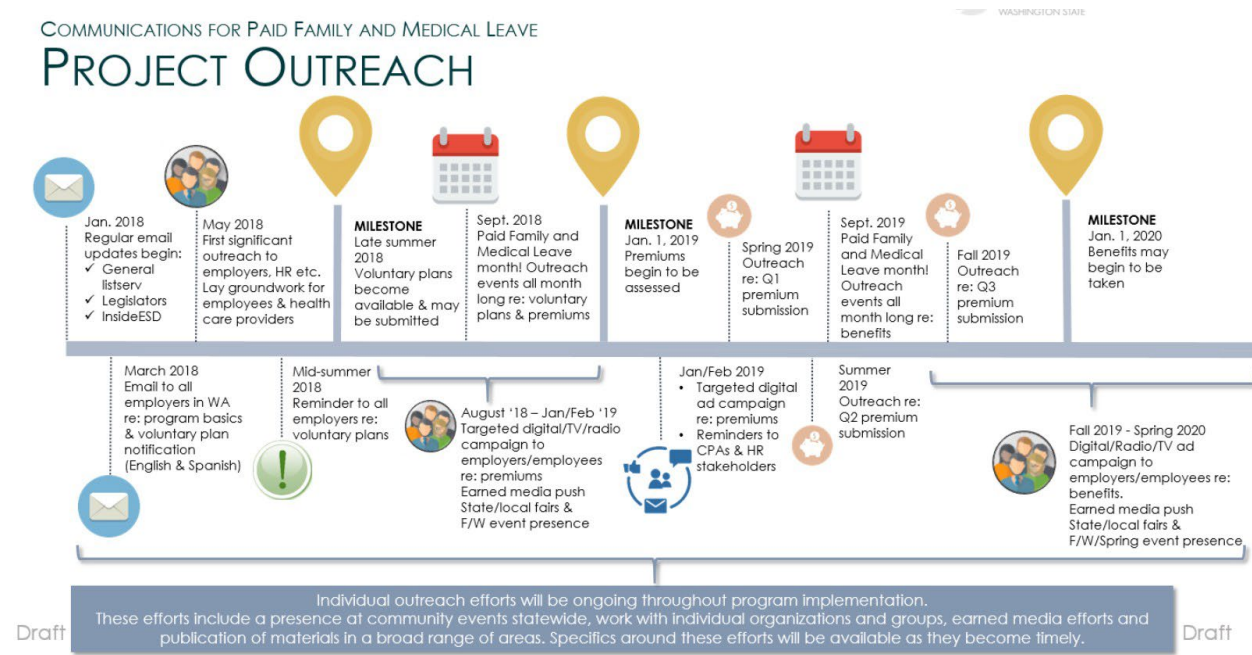 WASHINGTON STATE
COMMUNICATIONS FOR PAID FAMILY AND MEDICAL LEAVE
PROJECT OUTREACH
Jan. 2018
Regular email
updates begin:
✓ General
listserv
✓ Legislators
✓ InsideESD
May 2018
First significant
outreach to
employers, HR etc.
Lay groundwork for
employees & health
care providers
MILESTONE
Late summer
2018
Voluntary plans
become
available & may
be submitted
Sept. 2018
Paid Family and
Medical Leave
month! Outreach
events all month
long re: voluntary
plans & premiums
MILESTONE
Jan. 1, 2019
Premiums
begin to be
assessed
Spring 2019
Outreach
re: Q1
premium
submission
Sept. 2019
Paid Family
and Medical
Leave month!
Outreach
events all
month long re:
benefits
Fall 2019
Outreach
re: Q3
premium
submission
MILESTONE
Jan. 1, 2020
Benefits may
begin to be
taken
March 2018
Email to all
employers in WA
re: program basics
& voluntary plan
notification
(English & Spanish)
Mid-summer
2018
Reminder to all
employers re:
voluntary plans
August '18 – Jan/Feb '19
Targeted digital/TV/radio
campaign to
employers/employees
re: premiums
Earned media push
State/local fairs &
F/W event presence
Jan/Feb 2019
• Targeted digital
ad campaign
re: premiums
• Reminders to
CPAs & HR
stakeholders
Summer
2019
Outreach re:
Q2 premium
submission
Fall 2019 - Spring 2020
Digital/Radio/TV ad
campaign to
employers/employees re:
benefits.
Earned media push
State/local fairs &
F/W/Spring event presence
Individual outreach efforts will be ongoing throughout program implementation.
These efforts include a presence at community events statewide, work with individual organizations and groups, earned media efforts and
publication of materials in a broad range of areas. Specifics around these efforts will be available as they become timely.
Draft
Draft